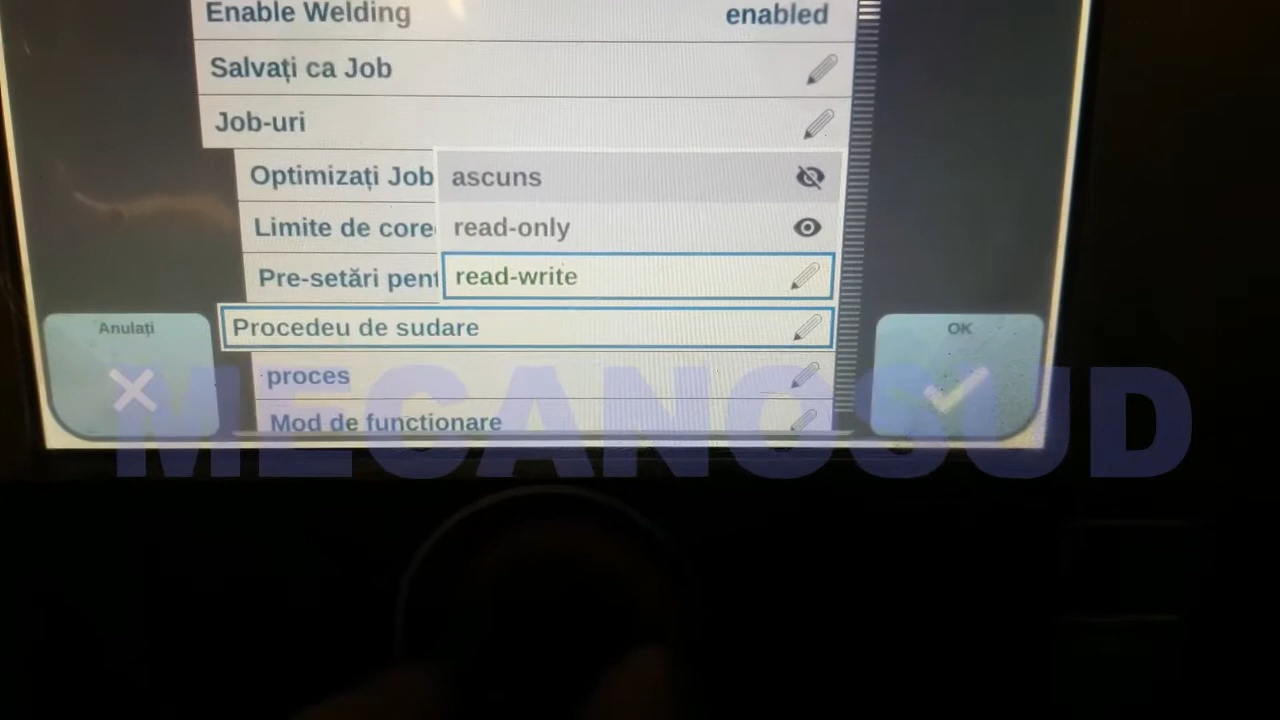 Enable Welding enabled
Salvați ca Job
Job-uri
Optimizați Job ascuns
Limite de core read-only
Pre-setări pent read-write
Anulați Procedeu de sudare OK
proces
Mod de funcționare
MECANOSUD